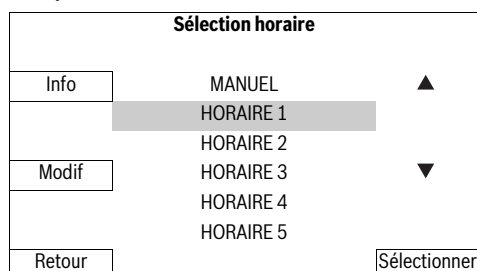 Sélection horaire
Info MANUEL ▲
HORAIRE 1
HORAIRE 2
Modif HORAIRE 3 ▼
HORAIRE 4
HORAIRE 5
Retour Sélectionner